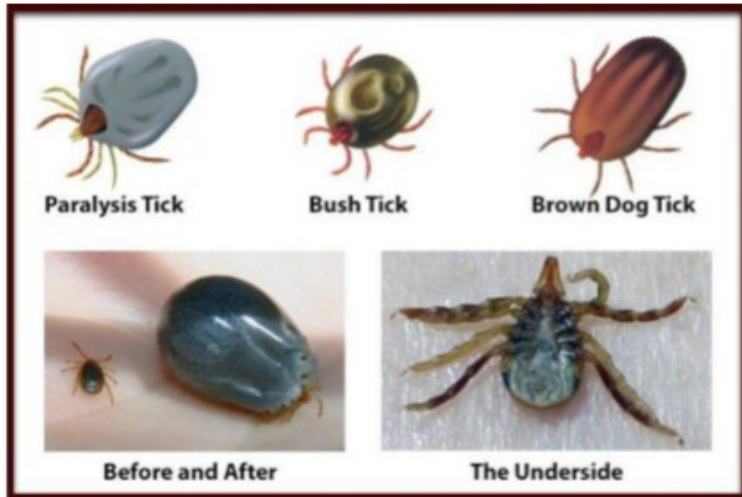 Paralysis Tick
Bush Tick
Brown Dog Tick
Before and After
The Underside